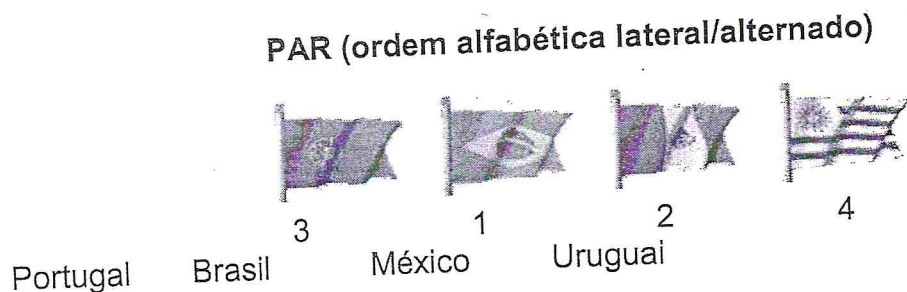 PAR (ordem alfabética lateral/alternado)
3 1 2 4
Portugal Brasil México Uruguai